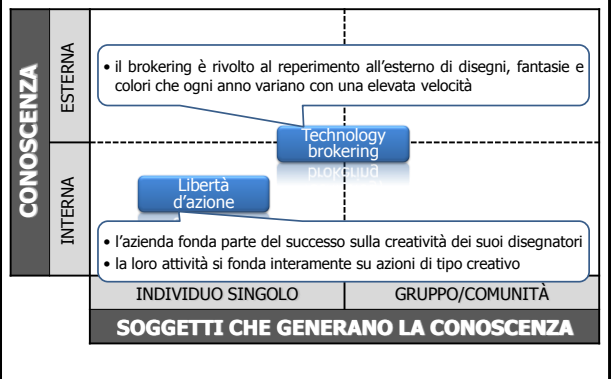 CONOSCENZA
ESTERNA
• il brokering è rivolto al reperimento all'esterno di disegni, fantasie e
colori che ogni anno variano con una elevata velocità
Technology
brokering
INTERNA
Libertà
d'azione
• l'azienda fonda parte del successo sulla creatività dei suoi disegnatori
• la loro attività si fonda interamente su azioni di tipo creativo
INDIVIDUO SINGOLO
GRUPPO/COMUNITÀ
SOGGETTI CHE GENERANO LA CONOSCENZA